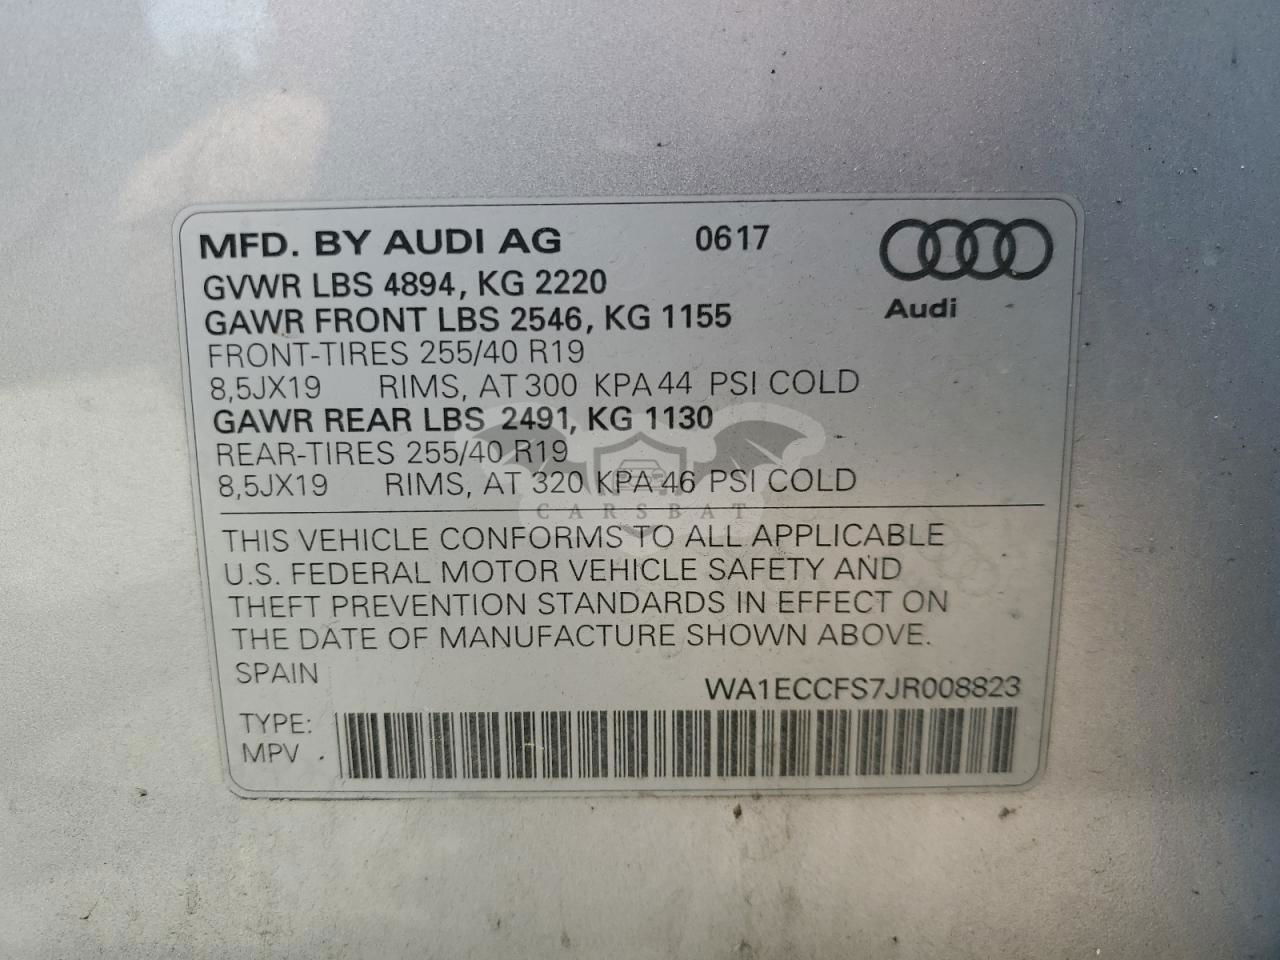 MFD. BY AUDI AG 0617
Audi
GVWR LBS 4894, KG 2220
GAWR FRONT LBS 2546, KG 1155
FRONT-TIRES 255/40 R19
8,5JX19 RIMS, AT 300 KPA 44 PSI COLD
GAWR REAR LBS 2491, KG 1130
REAR-TIRES 255/40 R19
8,5JX19 RIMS, AT 320 KPA 46 PSI COLD
CARSBAT
THIS VEHICLE CONFORMS TO ALL APPLICABLE
U.S. FEDERAL MOTOR VEHICLE SAFETY AND
THEFT PREVENTION STANDARDS IN EFFECT ON
THE DATE OF MANUFACTURE SHOWN ABOVE.
SPAIN
WA1ECCFS7JR008823
TYPE:
MPV